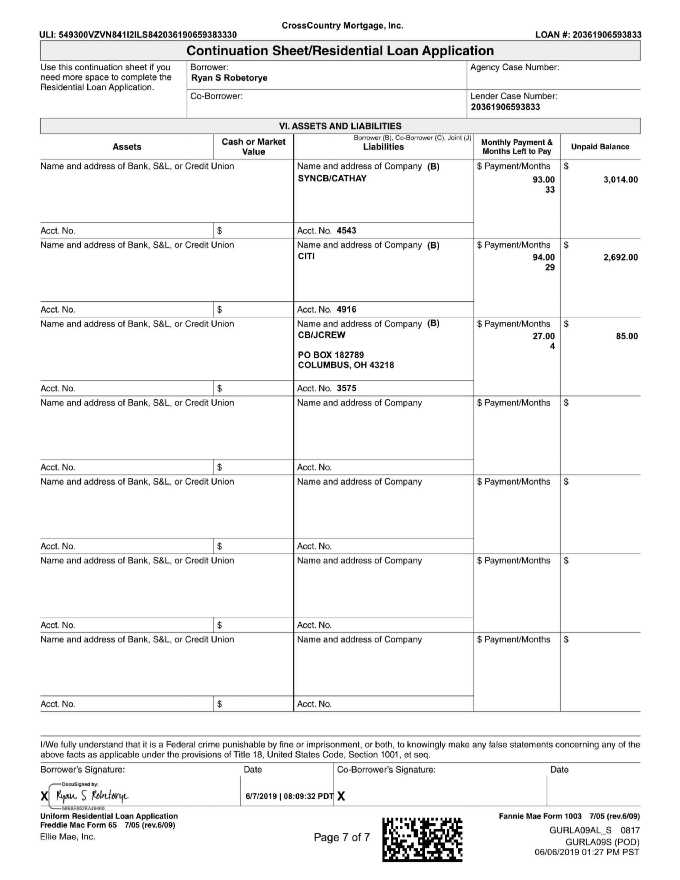 CrossCountry Mortgage, Inc.
ULI: 549300VZVN841I2ILS842036190659383330
LOAN #: 20361906593833
Continuation Sheet/Residential Loan Application
Use this continuation sheet if you
need more space to complete the
Residential Loan Application.
Borrower:
Ryan S Robetorye
Agency Case Number:
Co-Borrower:
Lender Case Number:
20361906593833
VI. ASSETS AND LIABILITIES
Assets
Cash or Market
Value
Borrower (B), Co-Borrower (C), Joint (J)
Liabilities
Monthly Payment &
Months Left to Pay
Unpaid Balance
Name and address of Bank, S&L, or Credit Union
Name and address of Company (B)
SYNCB/CATHAY
$ Payment/Months
93.00
33
$
3,014.00
Acct. No.
$
Acct. No. 4543
Name and address of Bank, S&L, or Credit Union
Name and address of Company (B)
CITI
$ Payment/Months
94.00
29
$
2,692.00
Acct. No.
$
Acct. No. 4916
Name and address of Bank, S&L, or Credit Union
Name and address of Company (B)
CB/JCREW
PO BOX 182789
COLUMBUS, OH 43218
$ Payment/Months
27.00
4
$
85.00
Acct. No.
$
Acct. No. 3575
Name and address of Bank, S&L, or Credit Union
Name and address of Company
$ Payment/Months
$
Acct. No.
$
Acct. No.
Name and address of Bank, S&L, or Credit Union
Name and address of Company
$ Payment/Months
$
Acct. No.
$
Acct. No.
Name and address of Bank, S&L, or Credit Union
Name and address of Company
$ Payment/Months
$
Acct. No.
$
Acct. No.
Name and address of Bank, S&L, or Credit Union
Name and address of Company
$ Payment/Months
$
Acct. No.
$
Acct. No.
I/We fully understand that it is a Federal crime punishable by fine or imprisonment, or both, to knowingly make any false statements concerning any of the
above facts as applicable under the provisions of Title 18, United States Code, Section 1001, et seq.
Borrower's Signature:
Date
Co-Borrower's Signature:
Date
DocuSigned by:
X Ryan S Robetorye
6/7/2019 | 08:09:32 PDT
X
Uniform Residential Loan Application
Freddie Mac Form 65 7/05 (rev.6/09)
Ellie Mae, Inc.
Page 7 of 7
Fannie Mae Form 1003 7/05 (rev.6/09)
GURLA09AL_S 0817
GURLA09S (POD)
06/06/2019 01:27 PM PST